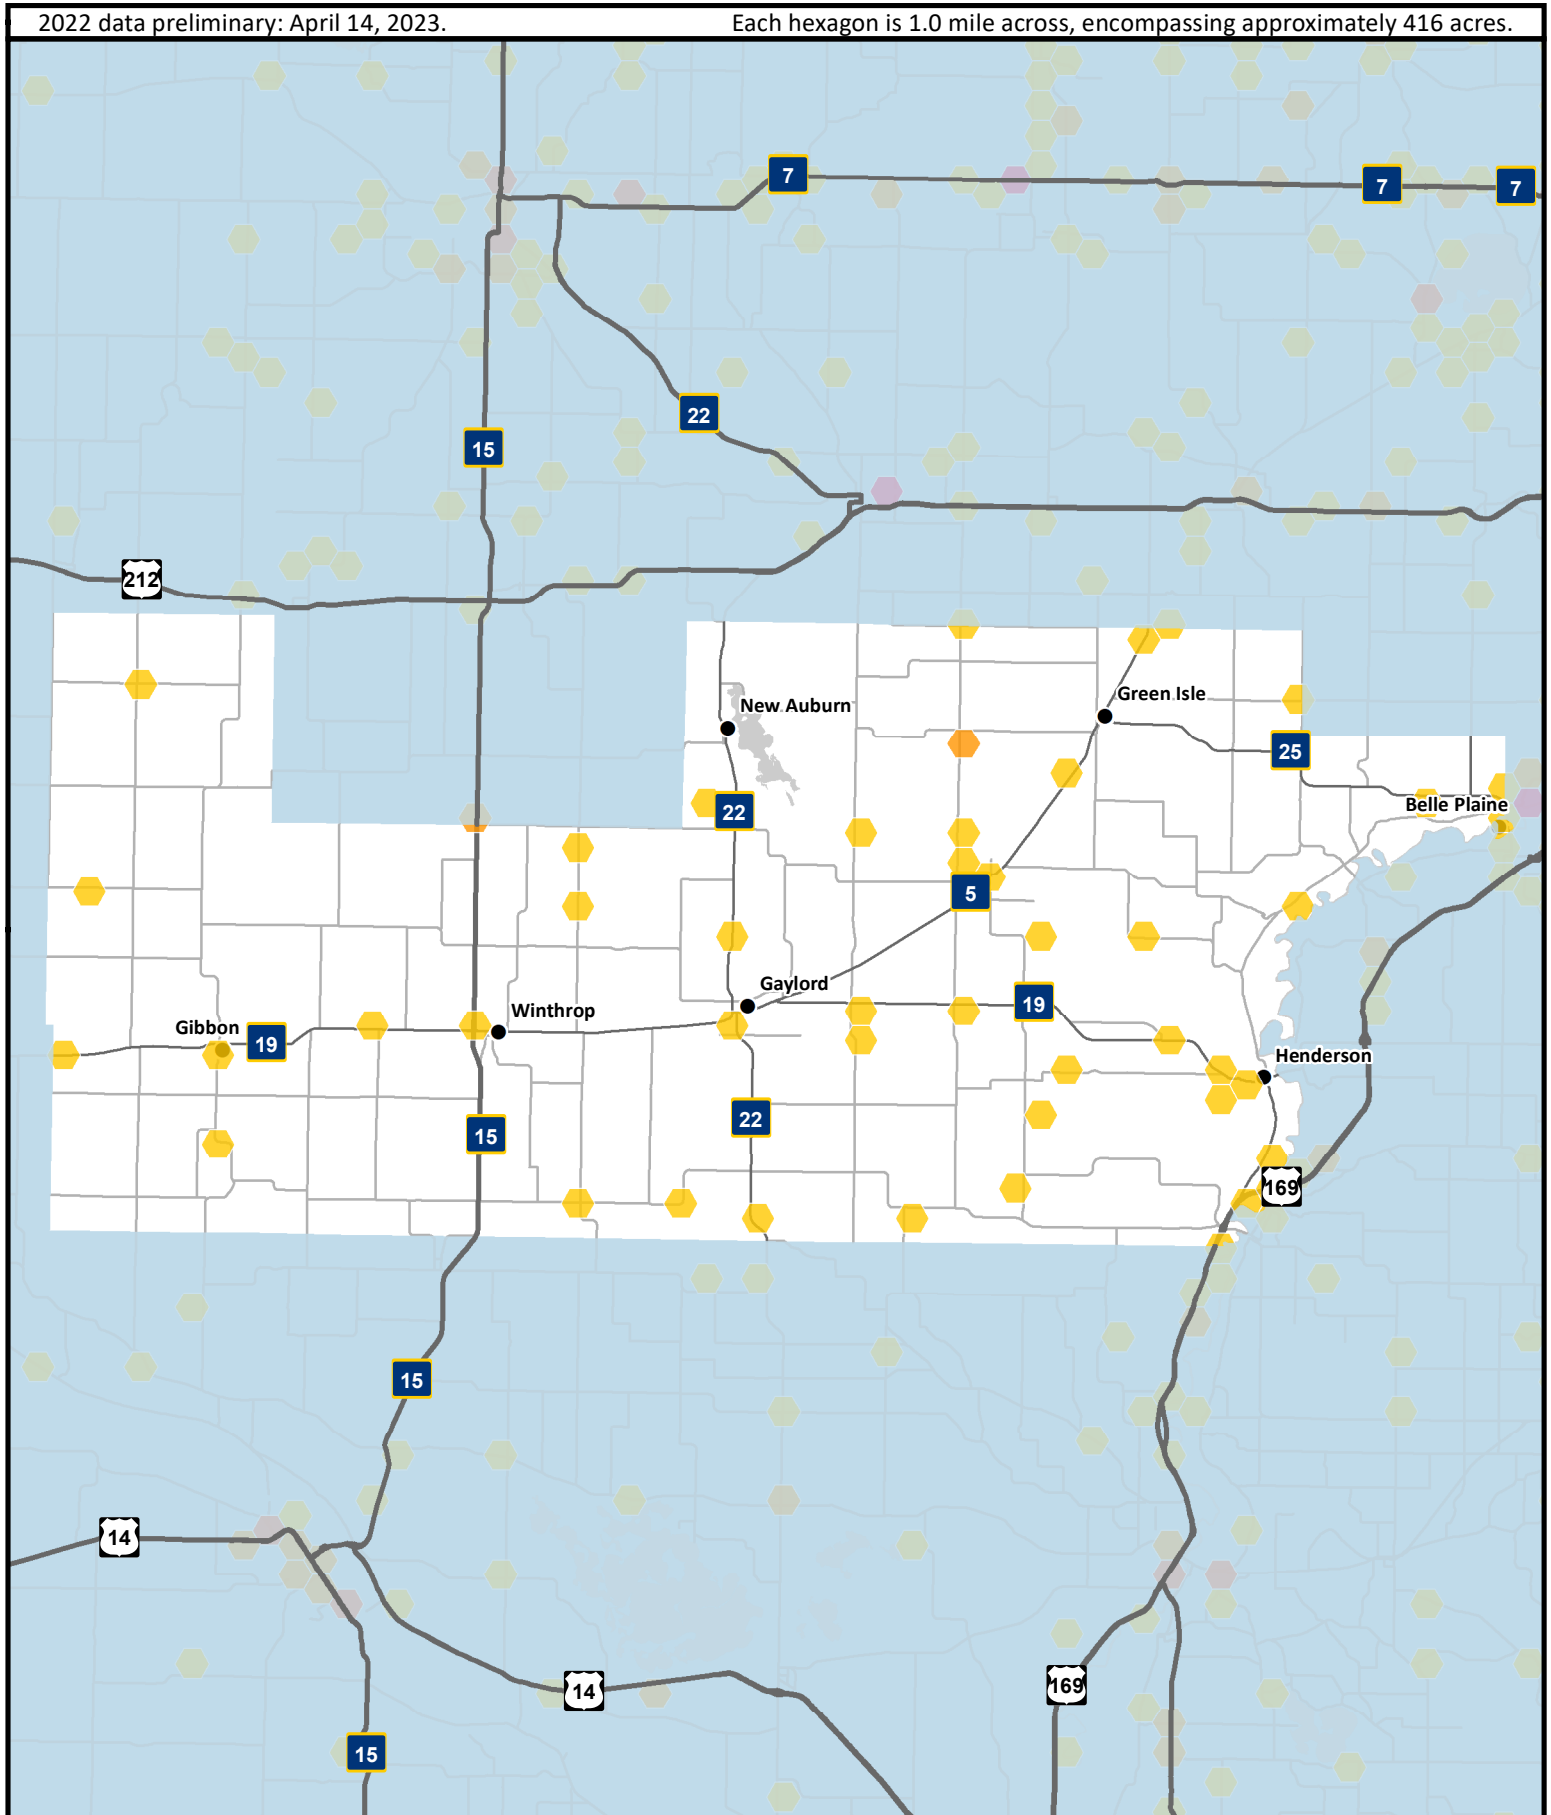 2022 data preliminary: April 14, 2023.
Each hexagon is 1.0 mile across, encompassing approximately 416 acres.
7
7
7
22
15
212
New Auburn
Green Isle
25
22
Belle Plaine
5
Gaylord
19
Winthrop
Gibbon
19
Henderson
22
15
169
15
14
14
169
15